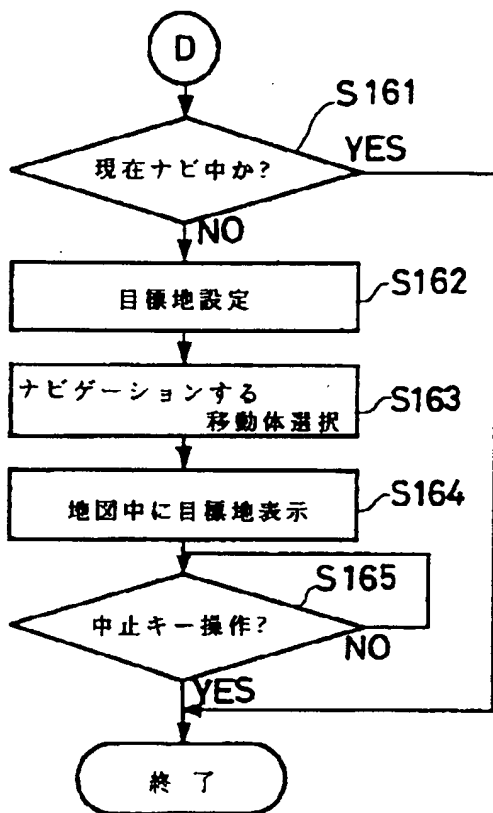 D
S161
現在ナビ中か?
YES
NO
目標地設定
S162
ナビゲーションする
移動体選択
S163
地図中に目標地表示
S164
S165
中止キー操作?
NO
YES
終了